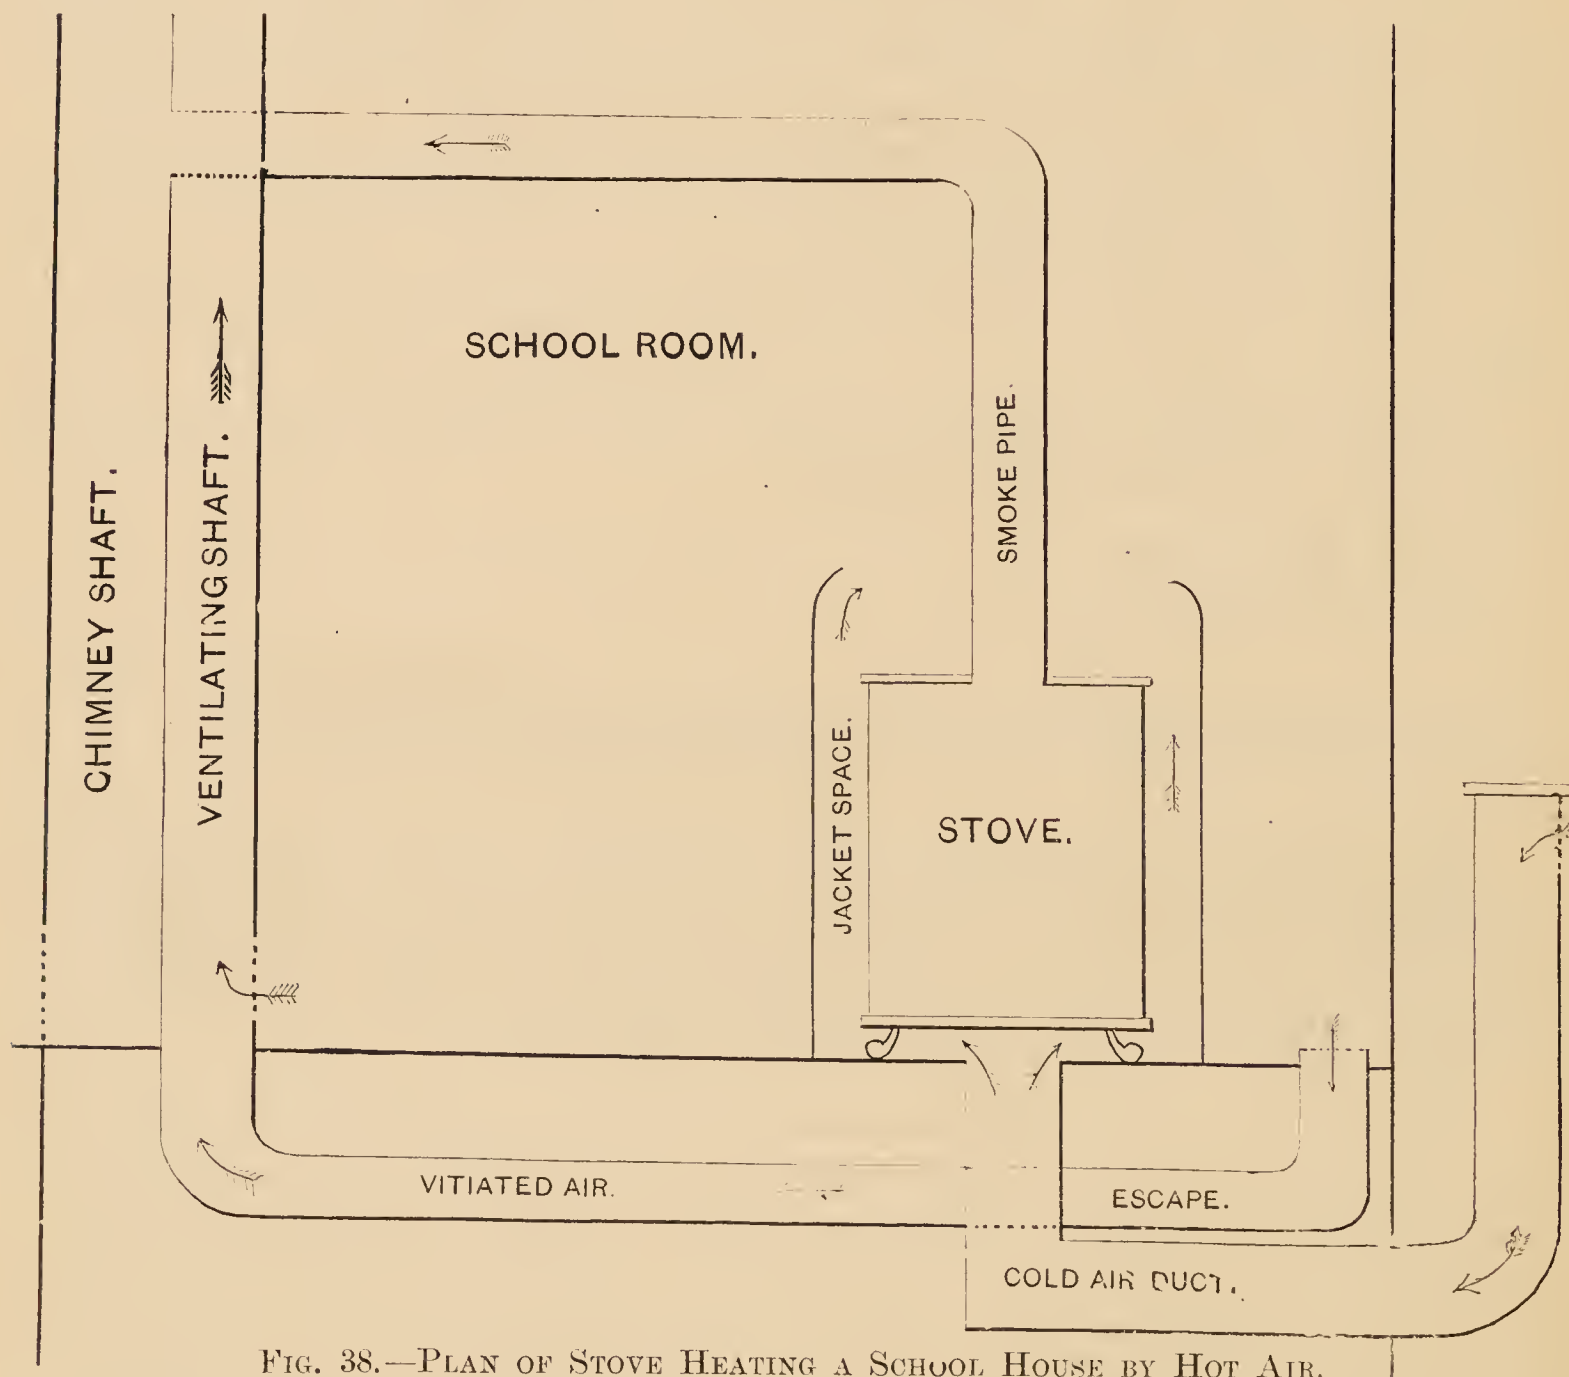 SCHOOL ROOM.
CHIMNEY SHAFT.
VENTILATING SHAFT.
SMOKE PIPE.
JACKET SPACE.
STOVE.
VITIATED AIR.
ESCAPE.
COLD AIR DUCT.
FIG. 38.—PLAN OF STOVE HEATING A SCHOOL HOUSE BY HOT AIR.